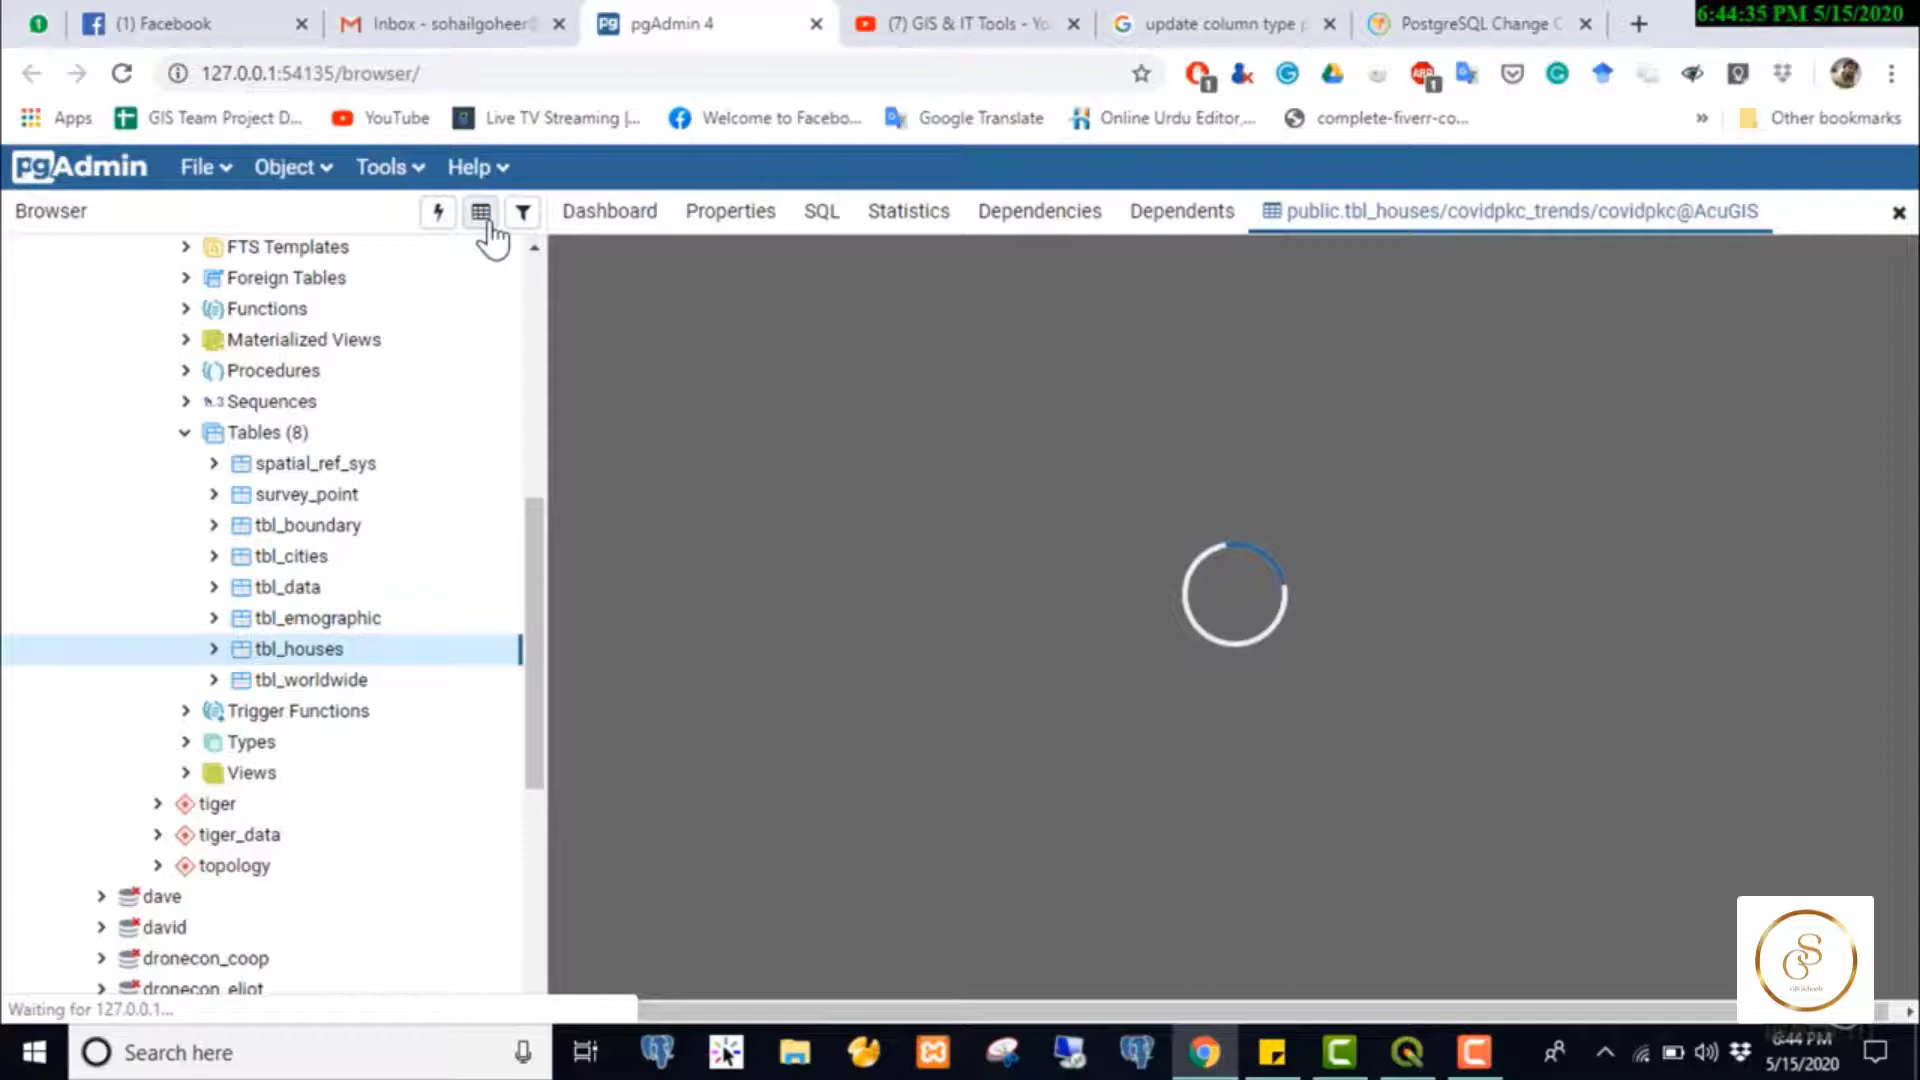 6:44:35 PM 5/15/2020
(1) Facebook
Inbox - sohailgoheer
pgAdmin 4
(7) GIS & IT Tools - Yo
update column type p
PostgreSQL Change C
127.0.0.1:54135/browser/
Apps
GIS Team Project D...
YouTube
Live TV Streaming |...
Welcome to Facebo...
Google Translate
Online Urdu Editor,...
complete-fiverr-co...
»
Other bookmarks
pgAdmin
File
Object
Tools
Help
Browser
Dashboard
Properties
SQL
Statistics
Dependencies
Dependents
public.tbl_houses/covidpkc_trends/covidpkc@AcuGIS
FTS Templates
Foreign Tables
Functions
Materialized Views
Procedures
Sequences
Tables (8)
spatial_ref_sys
survey_point
tbl_boundary
tbl_cities
tbl_data
tbl_emographic
tbl_houses
tbl_worldwide
Trigger Functions
Types
Views
tiger
tiger_data
topology
dave
david
dronecon_coop
dronecon_eliot
Waiting for 127.0.0.1...
Search here
6:44 PM
5/15/2020